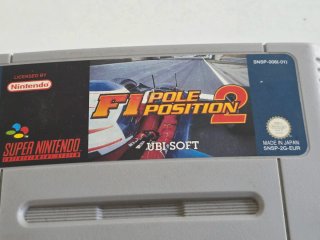 LICENSED BY
Nintendo
SNSP-206(-01)
F1 POLE
POSITION 2
UBI·SOFT
SUPER NINTENDO
ENTERTAINMENT SYSTEM
MADE IN JAPAN
SNSP-2G-EUR